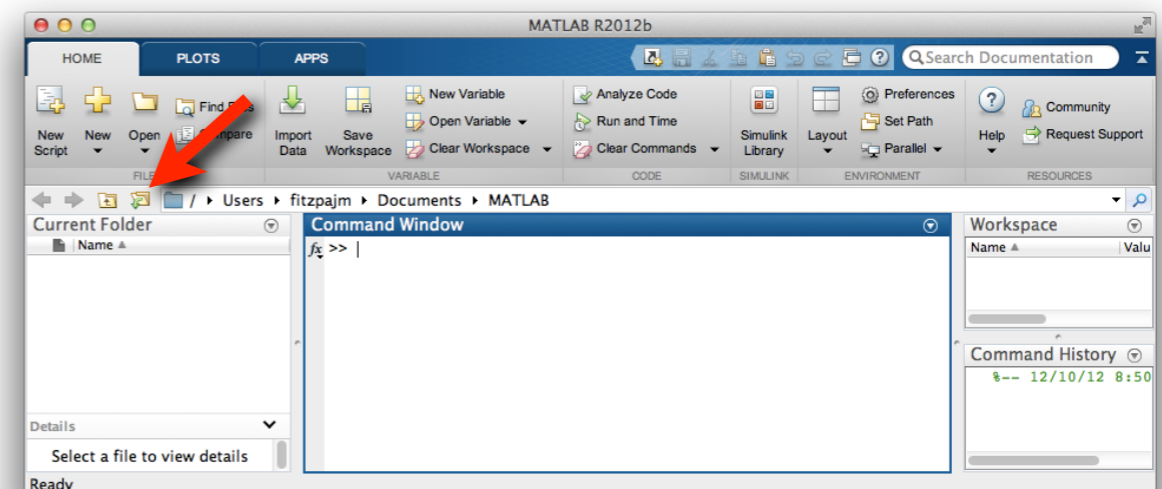 MATLAB R2012b
HOME PLOTS APPS
Search Documentation
New Script
New
Open
Find
Import Data
Save Workspace
New Variable
Open Variable
Clear Workspace
Analyze Code
Run and Time
Clear Commands
Simulink Library
Layout
Preferences
Set Path
Parallel
Help
Community
Request Support
VARIABLE CODE SIMULINK ENVIRONMENT RESOURCES
/ Users fitzpajm Documents MATLAB
Current Folder
Name
Command Window
fx >>
Workspace
Name Valu
Command History
%-- 12/10/12 8:50
Details
Select a file to view details
Ready